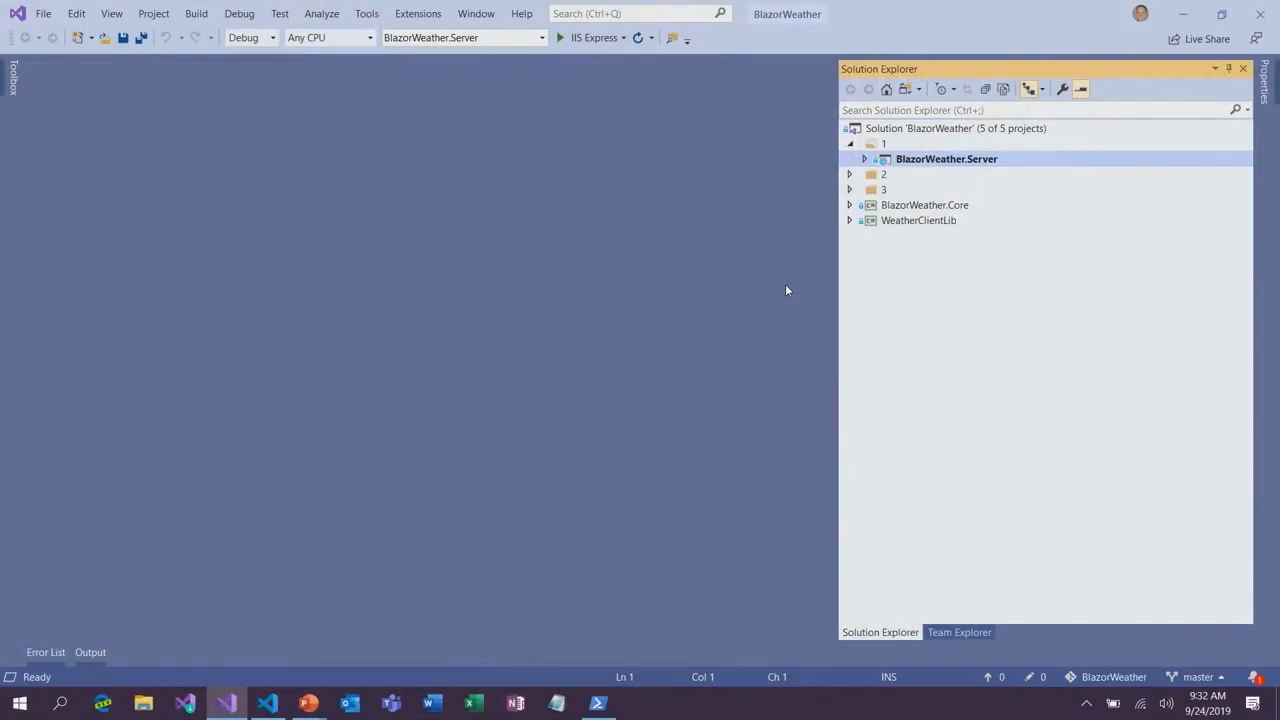 File Edit View Project Build Debug Test Analyze Tools Extensions Window Help Search (Ctrl+Q) BlazorWeather
Debug Any CPU BlazorWeather.Server IIS Express Live Share
Toolbox
Solution Explorer
Properties
Search Solution Explorer (Ctrl+;)
Solution 'BlazorWeather' (5 of 5 projects)
1
BlazorWeather.Server
2
3
C# BlazorWeather.Core
C# WeatherClientLib
Solution Explorer Team Explorer
Error List Output
Ready Ln 1 Col 1 Ch 1 INS 0 0 BlazorWeather master 1
9:32 AM
9/24/2019